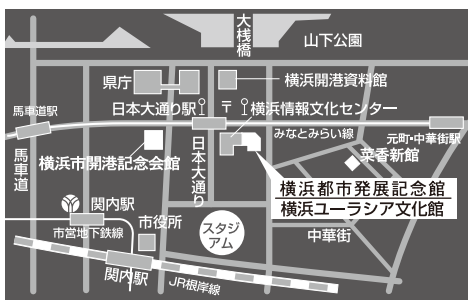 大桟橋
山下公園
県庁
横浜開港資料館
日本大通り駅
〒
横浜情報文化センター
馬車道駅
みなとみらい線
元町・中華街駅
馬車道
横浜市開港記念会館
日本大通り
菜香新館
横浜都市発展記念館
横浜ユーラシア文化館
関内駅
市営地下鉄線
市役所
スタジ
アム
中華街
関内駅
JR根岸線